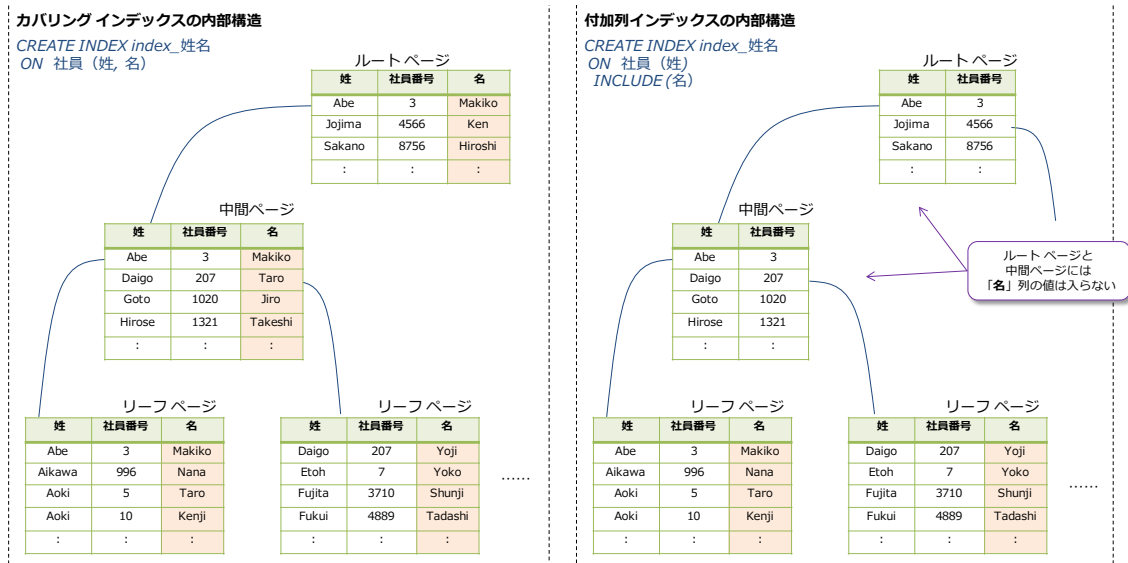 カバリング インデックスの内部構造
CREATE INDEX index_姓名
ON 社員（姓, 名）
ルート ページ
姓 社員番号 名
Abe 3 Makiko
Jojima 4566 Ken
Sakano 8756 Hiroshi
: : :
中間ページ
姓 社員番号 名
Abe 3 Makiko
Daigo 207 Taro
Goto 1020 Jiro
Hirose 1321 Takeshi
: : :
リーフ ページ
姓 社員番号 名
Abe 3 Makiko
Aikawa 996 Nana
Aoki 5 Taro
Aoki 10 Kenji
: : :
リーフ ページ
姓 社員番号 名
Daigo 207 Yoji
Etoh 7 Yoko
Fujita 3710 Shunji
Fukui 4889 Tadashi
: : :
……
付加列インデックスの内部構造
CREATE INDEX index_姓名
ON 社員（姓)
INCLUDE (名）
ルート ページ
姓 社員番号
Abe 3
Jojima 4566
Sakano 8756
: :
中間ページ
姓 社員番号
Abe 3
Daigo 207
Goto 1020
Hirose 1321
: :
ルート ページと
中間ページには
「名」列の値は入らない
リーフ ページ
姓 社員番号 名
Abe 3 Makiko
Aikawa 996 Nana
Aoki 5 Taro
Aoki 10 Kenji
: : :
リーフ ページ
姓 社員番号 名
Daigo 207 Yoji
Etoh 7 Yoko
Fujita 3710 Shunji
Fukui 4889 Tadashi
: : :
……